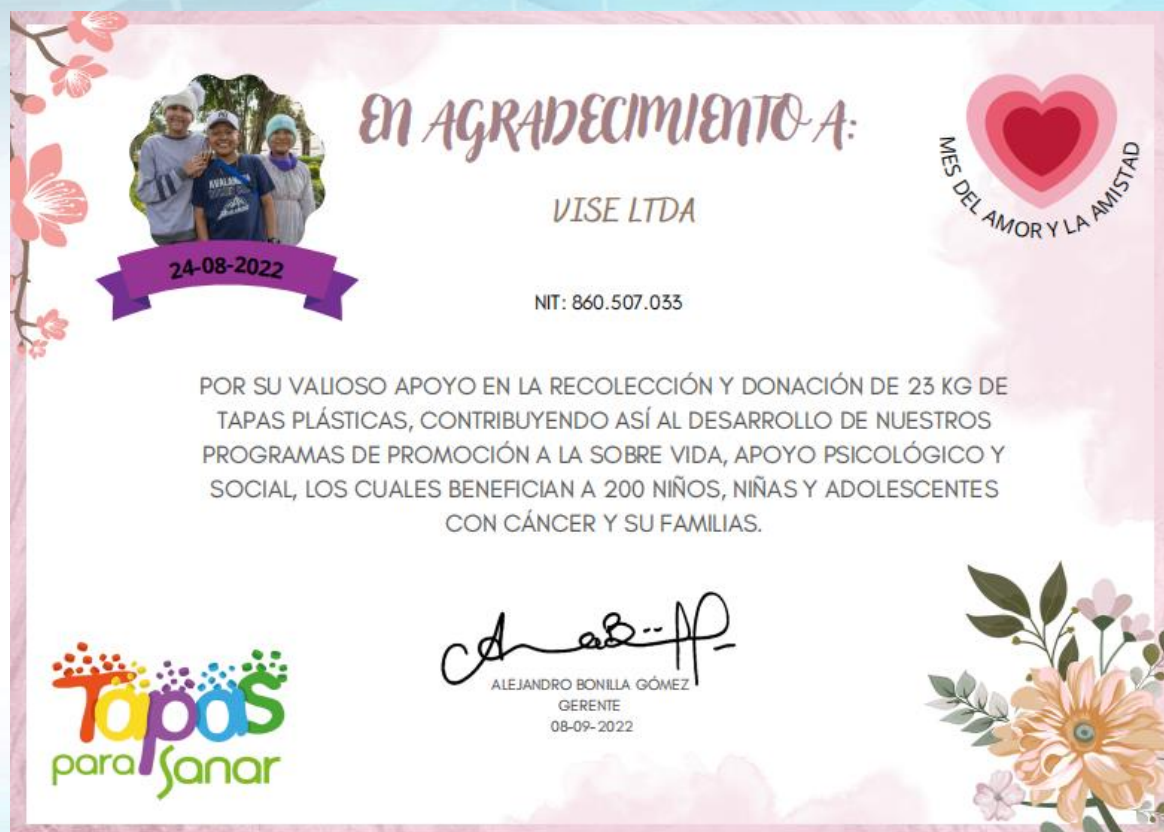 EN AGRADECIMIENTO A:
VISE LTDA
MES DEL AMOR Y LA AMISTAD
24-08-2022
NIT: 860.507.033
POR SU VALIOSO APOYO EN LA RECOLECCIÓN Y DONACIÓN DE 23 KG DE
TAPAS PLÁSTICAS, CONTRIBUYENDO ASÍ AL DESARROLLO DE NUESTROS
PROGRAMAS DE PROMOCIÓN A LA SOBRE VIDA, APOYO PSICOLÓGICO Y
SOCIAL, LOS CUALES BENEFICIAN A 200 NIÑOS, NIÑAS Y ADOLESCENTES
CON CÁNCER Y SU FAMILIAS.
ALEJANDRO BONILLA GÓMEZ
GERENTE
08-09-2022
Tapas
para Sanar